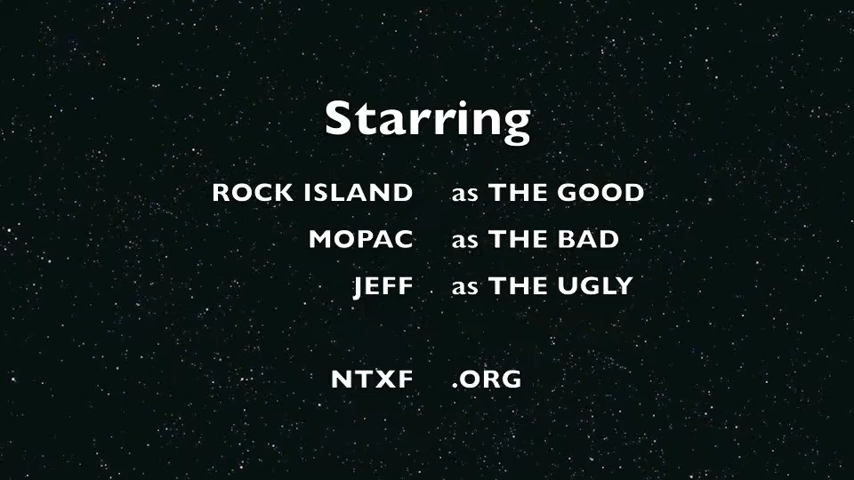 Starring
ROCK ISLAND as THE GOOD
MOPAC as THE BAD
JEFF as THE UGLY
NTXF .ORG